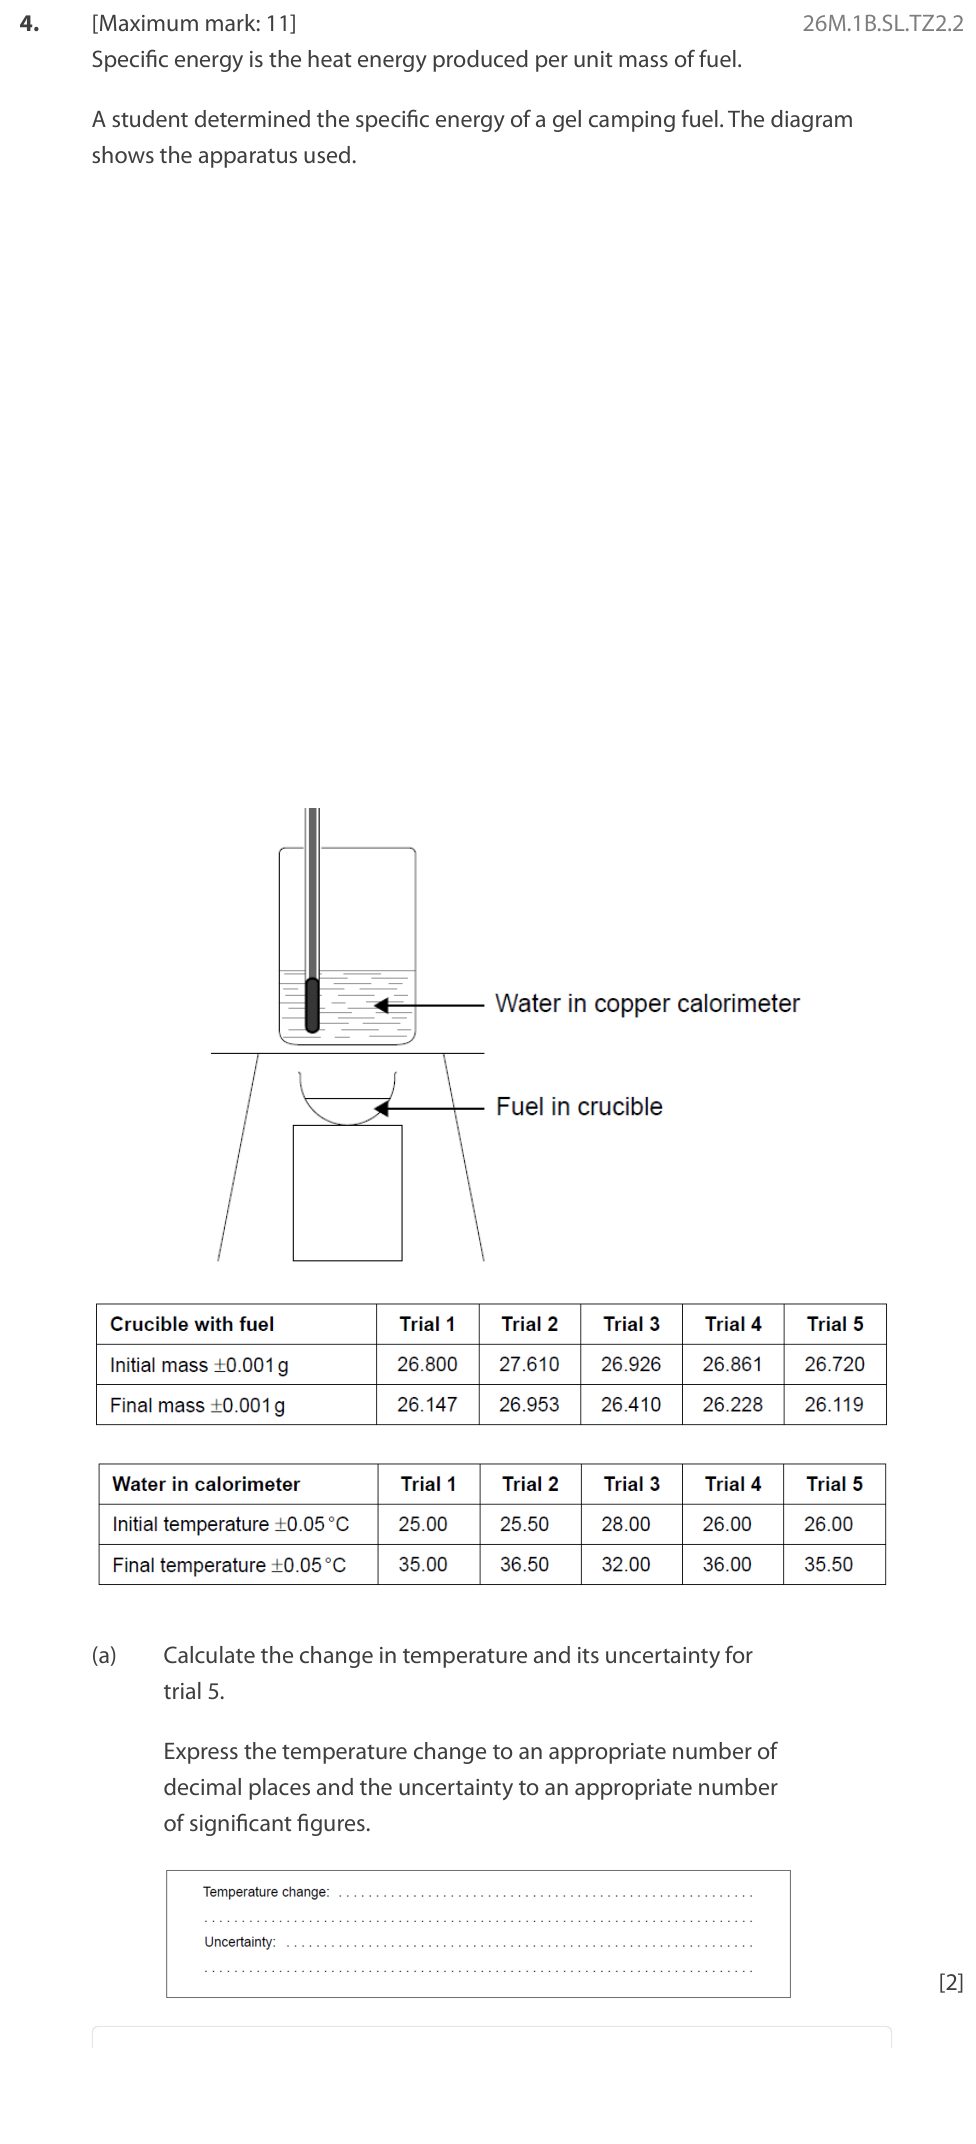 4. [Maximum mark: 11] 26M.1B.SL.TZ2.2
Specific energy is the heat energy produced per unit mass of fuel.
A student determined the specific energy of a gel camping fuel. The diagram
shows the apparatus used.
Water in copper calorimeter
Fuel in crucible
Crucible with fuel Trial 1 Trial 2 Trial 3 Trial 4 Trial 5
Initial mass ±0.001 g 26.800 27.610 26.926 26.861 26.720
Final mass ±0.001 g 26.147 26.953 26.410 26.228 26.119
Water in calorimeter Trial 1 Trial 2 Trial 3 Trial 4 Trial 5
Initial temperature ±0.05 °C 25.00 25.50 28.00 26.00 26.00
Final temperature ±0.05 °C 35.00 36.50 32.00 36.00 35.50
(a) Calculate the change in temperature and its uncertainty for
trial 5.
Express the temperature change to an appropriate number of
decimal places and the uncertainty to an appropriate number
of significant figures.
Temperature change:
Uncertainty:
[2]